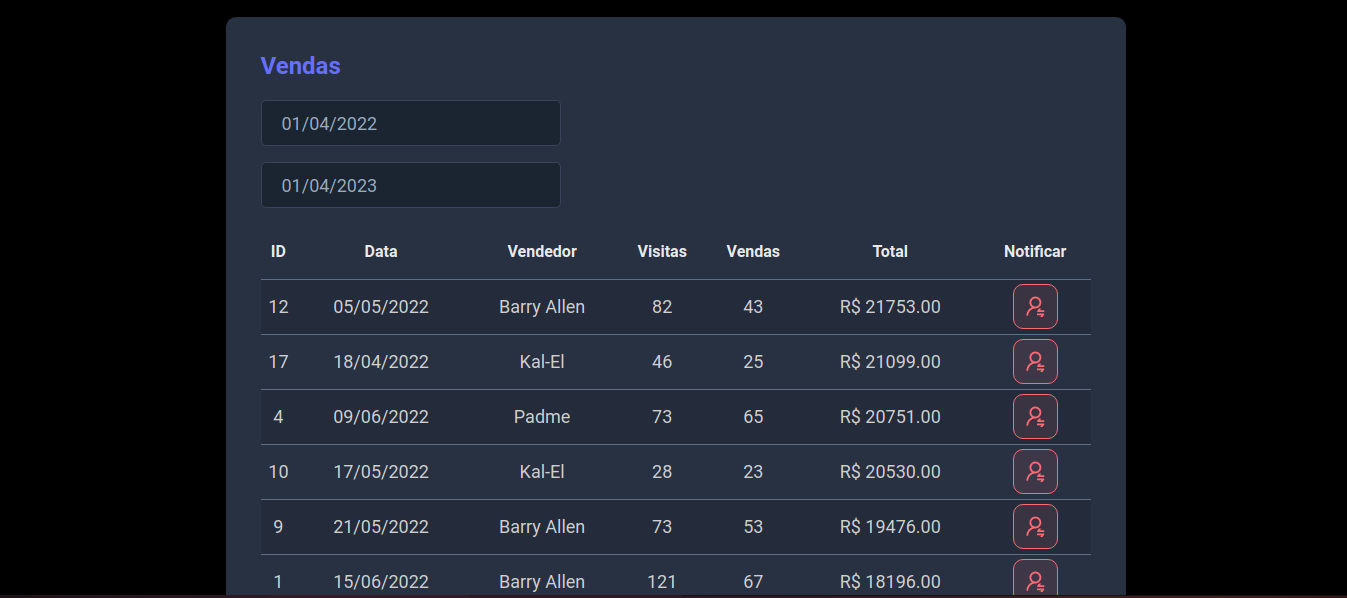 Vendas
01/04/2022
01/04/2023
ID Data Vendedor Visitas Vendas Total Notificar
12 05/05/2022 Barry Allen 82 43 R$ 21753.00
17 18/04/2022 Kal-El 46 25 R$ 21099.00
4 09/06/2022 Padme 73 65 R$ 20751.00
10 17/05/2022 Kal-El 28 23 R$ 20530.00
9 21/05/2022 Barry Allen 73 53 R$ 19476.00
1 15/06/2022 Barry Allen 121 67 R$ 18196.00